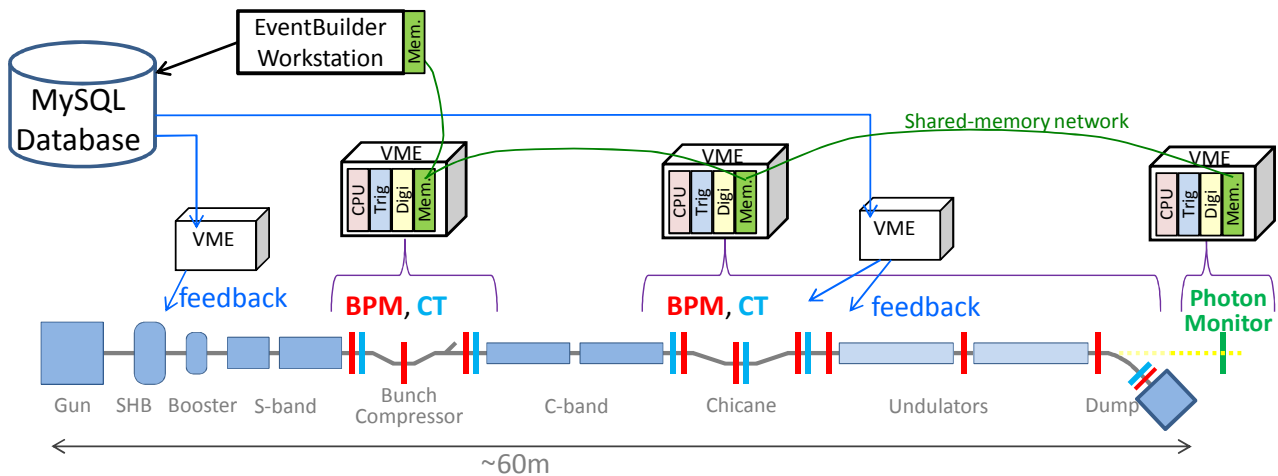 EventBuilder
Workstation
Mem.
MySQL
Database
Shared-memory network
VME
CPU
Trig
Digi
Mem.
VME
CPU
Trig
Digi
Mem.
VME
CPU
Trig
Digi
Mem.
VME
VME
feedback
BPM, CT
BPM, CT
feedback
Photon
Monitor
Gun
SHB
Booster
S-band
Bunch
Compressor
C-band
Chicane
Undulators
Dump
~60m